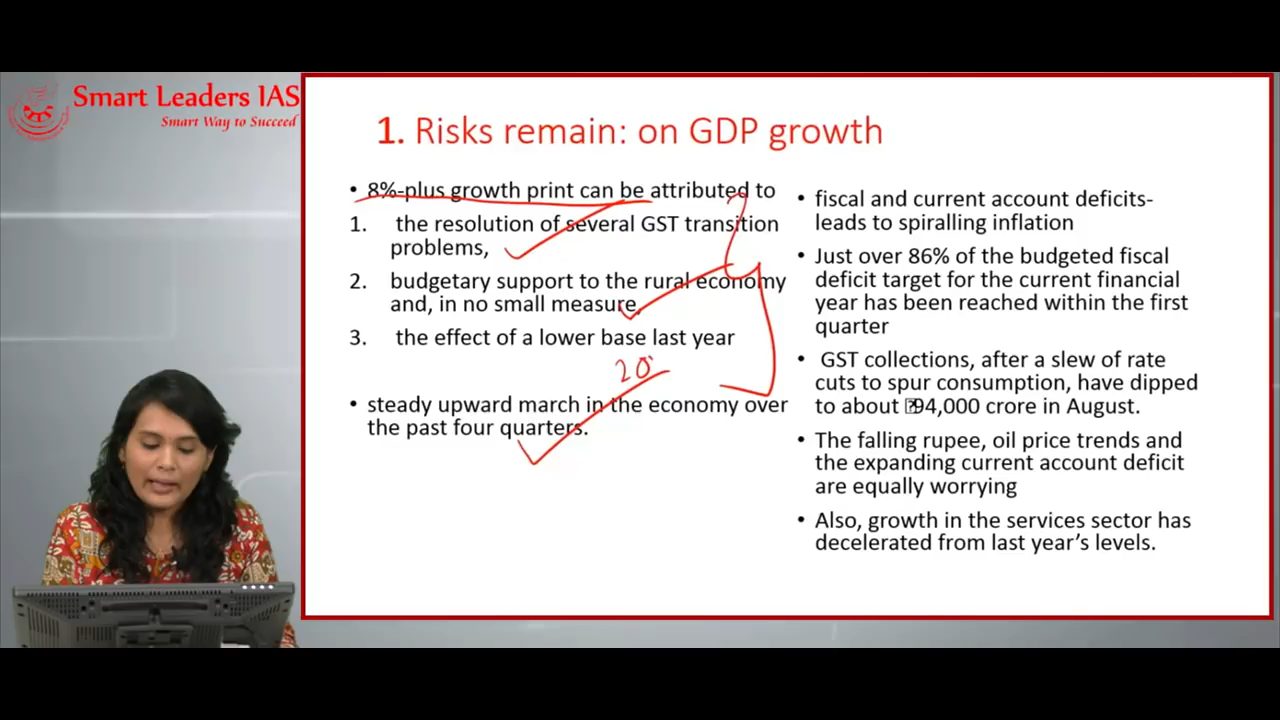 Smart Leaders IAS
Smart Way to Succeed
1. Risks remain: on GDP growth
• 8%-plus growth print can be attributed to
1. the resolution of several GST transition
problems,
2. budgetary support to the rural economy
and, in no small measure,
3. the effect of a lower base last year
20
• steady upward march in the economy over
the past four quarters.
• fiscal and current account deficits-
leads to spiralling inflation
• Just over 86% of the budgeted fiscal
deficit target for the current financial
year has been reached within the first
quarter
• GST collections, after a slew of rate
cuts to spur consumption, have dipped
to about 94,000 crore in August.
• The falling rupee, oil price trends and
the expanding current account deficit
are equally worrying
• Also, growth in the services sector has
decelerated from last year’s levels.